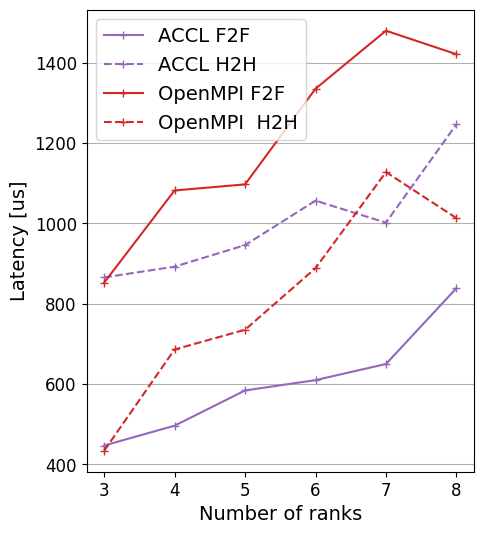 ACCL F2F
ACCL H2H
OpenMPI F2F
OpenMPI  H2H
1400
1200
1000
800
600
400
Latency [us]
3 4 5 6 7 8
Number of ranks